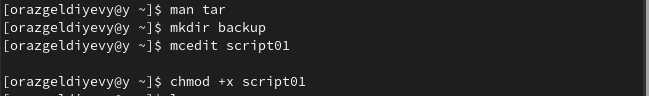 [orazgeldiyevy@y ~]$ man tar
[orazgeldiyevy@y ~]$ mkdir backup
[orazgeldiyevy@y ~]$ mcedit script01
[orazgeldiyevy@y ~]$ chmod +x script01